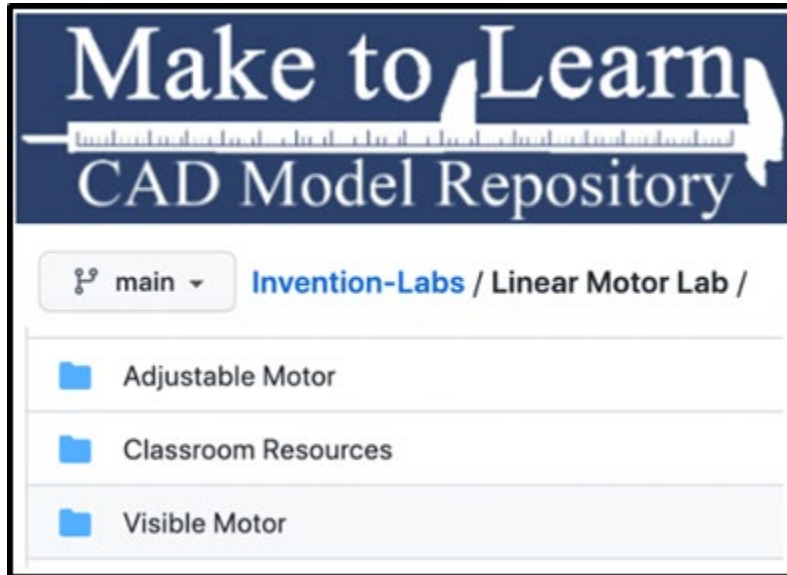 Make to Learn
CAD Model Repository
main
Invention-Labs / Linear Motor Lab /
Adjustable Motor
Classroom Resources
Visible Motor